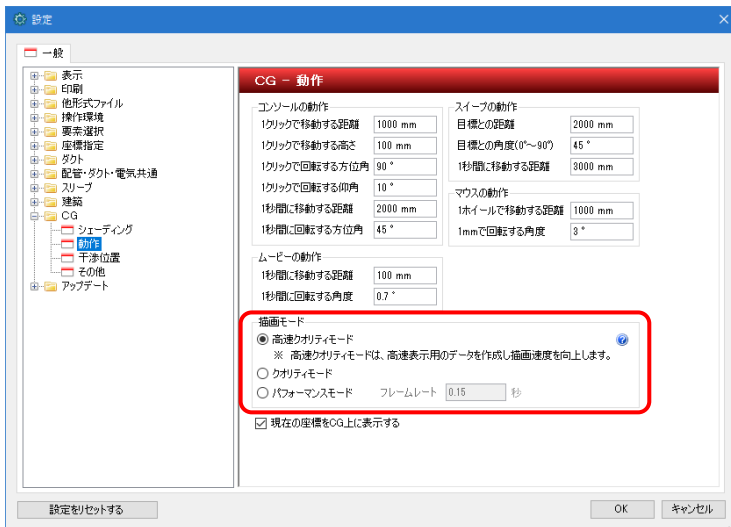 設定
一般
表示
印刷
他形式ファイル
操作環境
要素選択
座標指定
ダクト
配管・ダクト・電気共通
スリーブ
建築
CG
シェーディング
動作
干渉位置
その他
アップデート
CG - 動作
コンソールの動作
1クリックで移動する距離 1000 mm
1クリックで移動する高さ 100 mm
1クリックで回転する方位角 90 °
1クリックで回転する仰角 10 °
1秒間に移動する距離 2000 mm
1秒間に回転する方位角 45 °
スイープの動作
目標との距離 2000 mm
目標との角度(0°～90°) 45 °
1秒間に移動する距離 3000 mm
マウスの動作
1ホイールで移動する距離 1000 mm
1mmで回転する角度 3 °
ムービーの動作
1秒間に移動する距離 100 mm
1秒間に回転する角度 0.7 °
描画モード
高速クオリティモード
※ 高速クオリティモードは、高速表示用のデータを作成し描画速度を向上します。
クオリティモード
パフォーマンスモード フレームレート 0.15 秒
現在の座標をCG上に表示する
設定をリセットする
OK
キャンセル